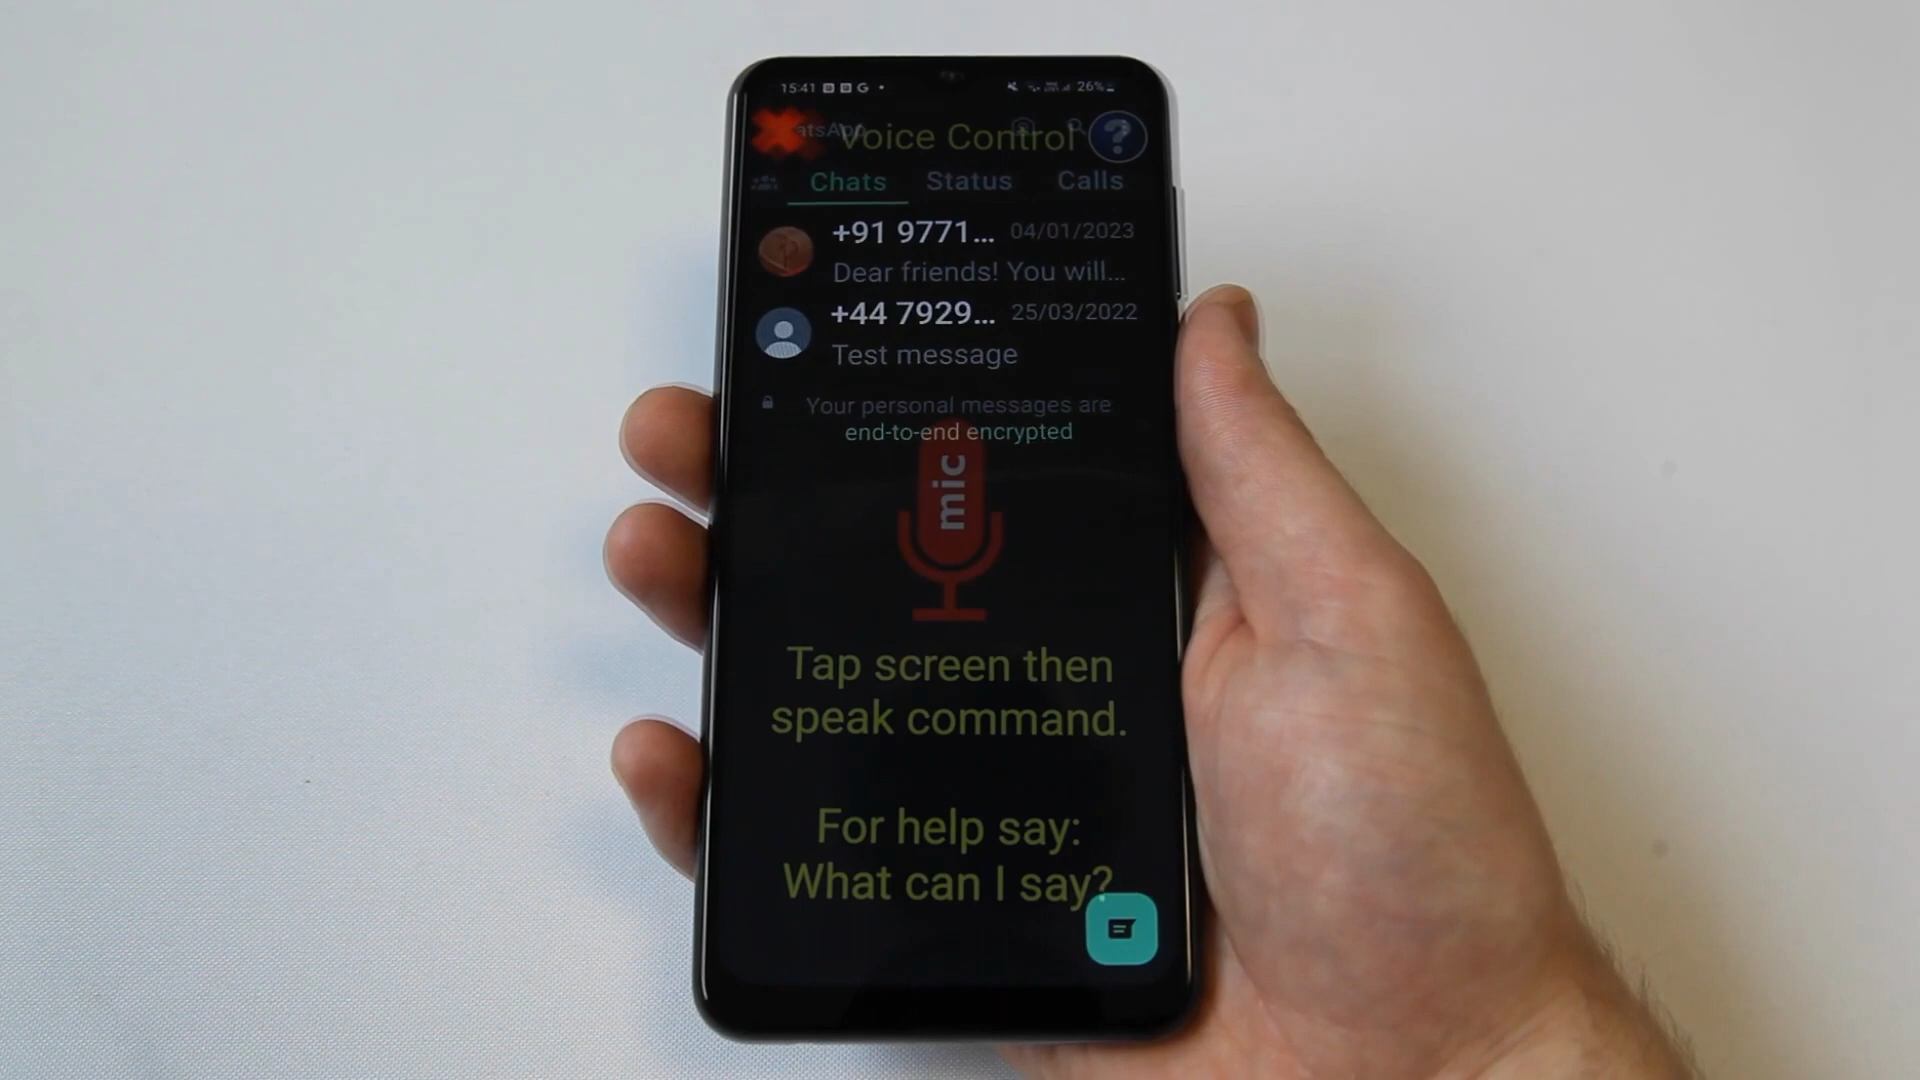 15:41 G • 26%
atsApp
Voice Control ?
Chats Status Calls
+91 9771... 04/01/2023
Dear friends! You will...
+44 7929... 25/03/2022
Test message
Your personal messages are
end-to-end encrypted
mic
Tap screen then
speak command.
For help say:
What can I say?